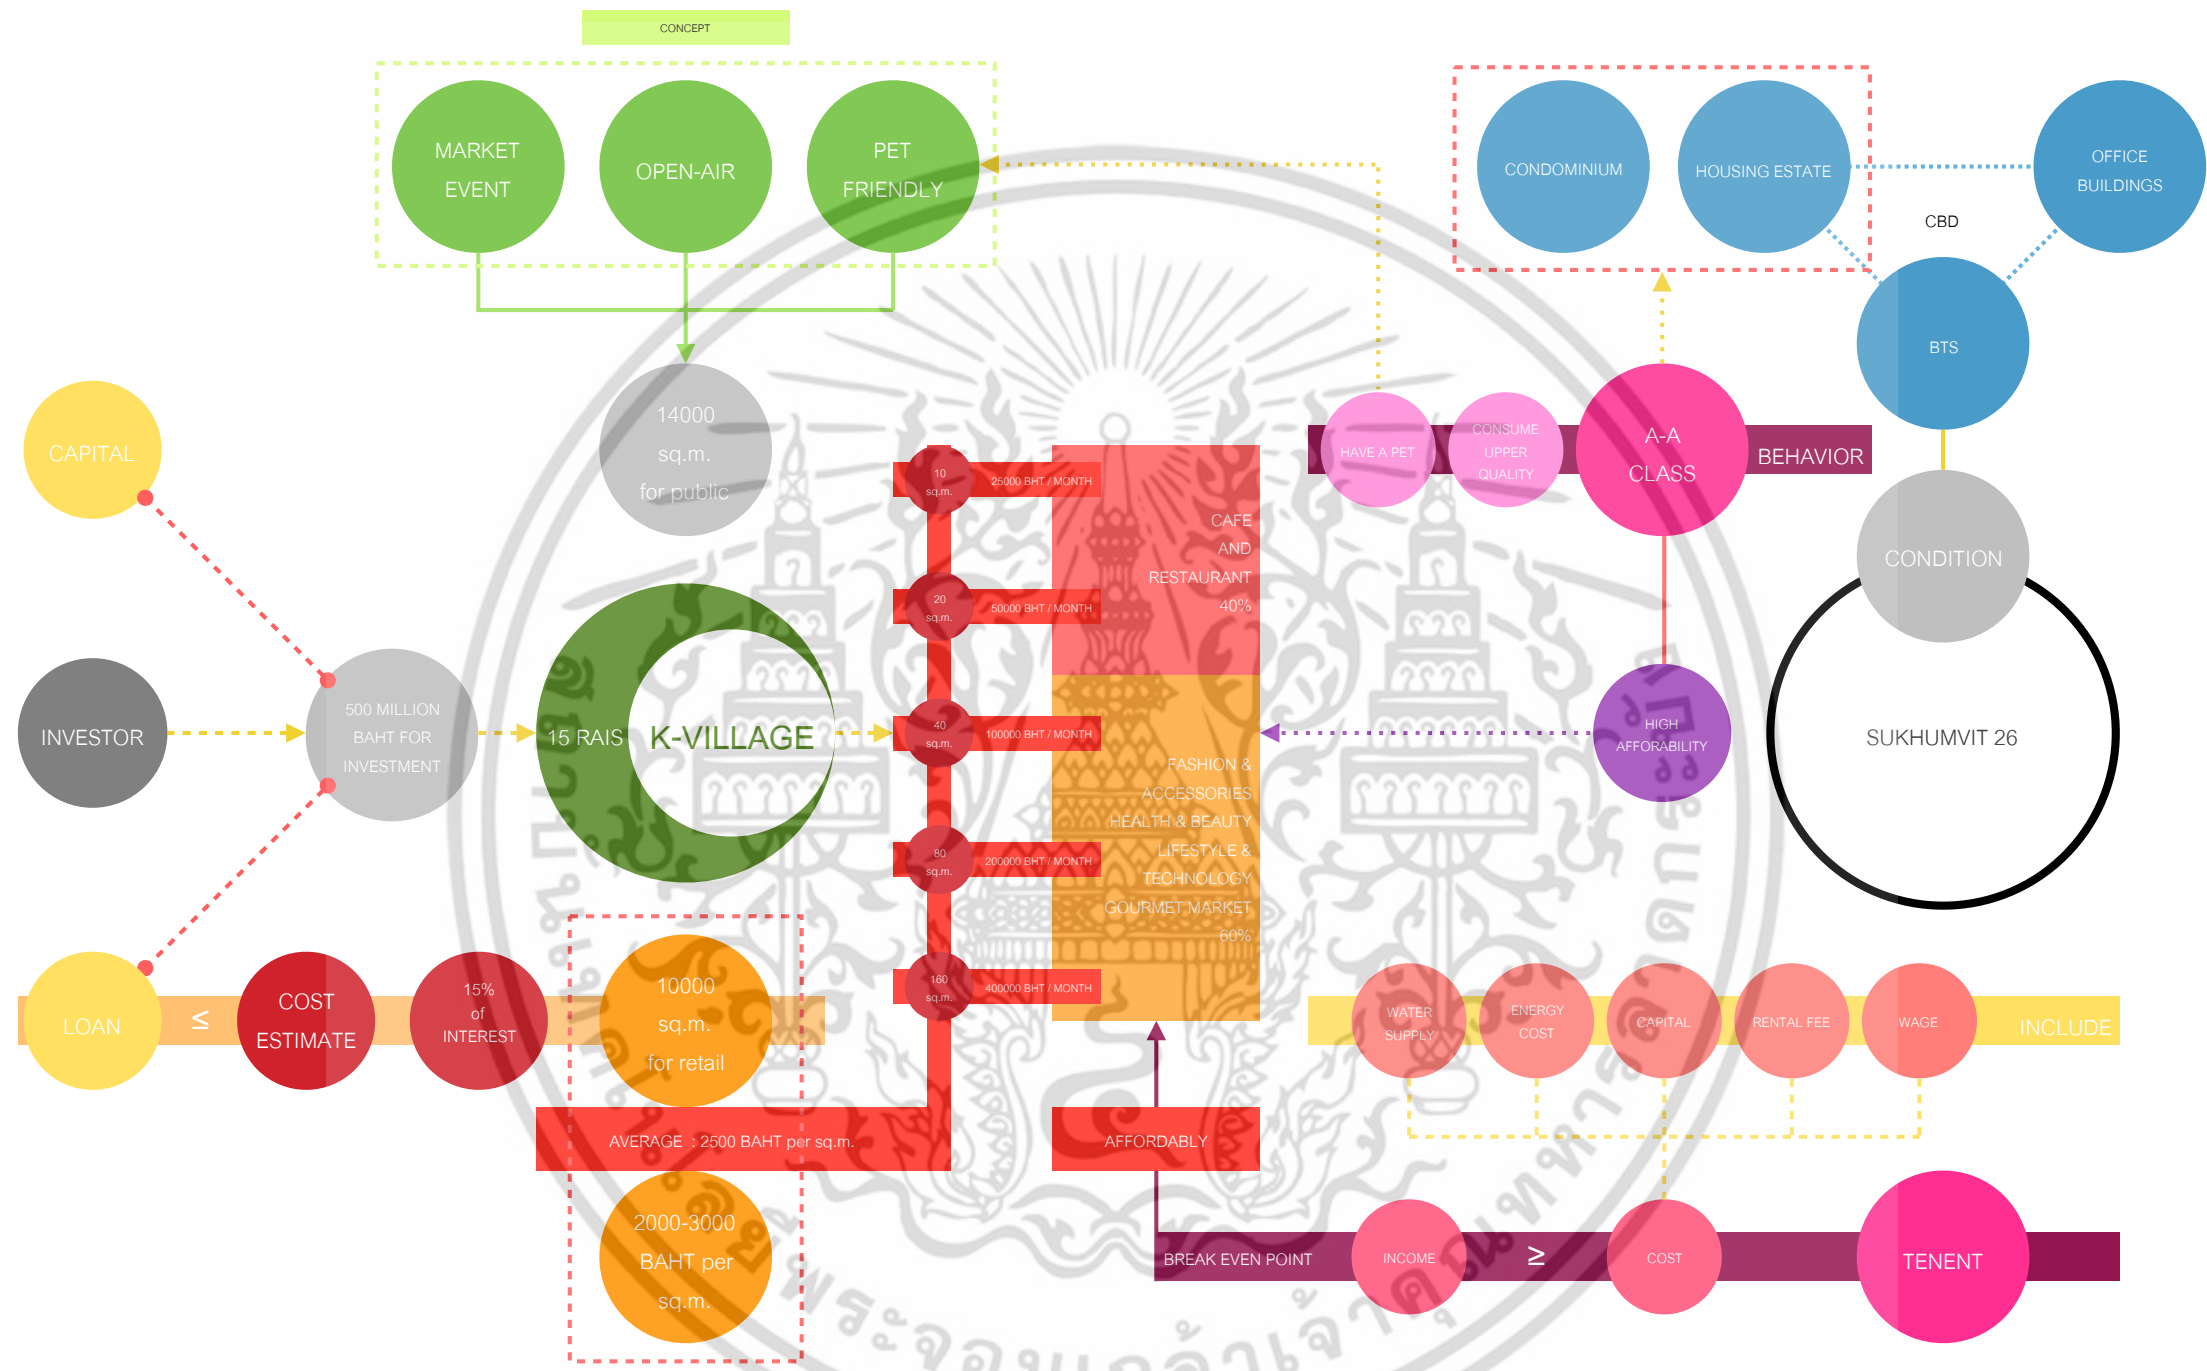 CONCEPT
MARKET
EVENT
OPEN-AIR
PET
FRIENDLY
CONDOMINIUM
HOUSING ESTATE
OFFICE
BUILDINGS
CBD
BTS
14000
sq.m.
for public
CAPITAL
10
sq.m.
25000 BHT / MONTH
CAFE
AND
RESTAURANT
40%
HAVE A PET
CONSUME
UPPER
QUALITY
A-A
CLASS
BEHAVIOR
CONDITION
20
sq.m.
50000 BHT / MONTH
INVESTOR
500 MILLION
BAHT FOR
INVESTMENT
15 RAIS
K-VILLAGE
40
sq.m.
100000 BHT / MONTH
FASHION &
ACCESSORIES
HEALTH & BEAUTY
LIFESTYLE &
TECHNOLOGY
GOURMET MARKET
60%
HIGH
AFFORABILITY
SUKHUMVIT 26
80
sq.m.
200000 BHT / MONTH
LOAN
≤
COST
ESTIMATE
15%
of
INTEREST
10000
sq.m.
for retail
160
sq.m.
400000 BHT / MONTH
WATER
SUPPLY
ENERGY
COST
CAPITAL
RENTAL FEE
WAGE
INCLUDE
AVERAGE : 2500 BAHT per sq.m.
AFFORDABLY
2000-3000
BAHT per
sq.m.
BREAK EVEN POINT
INCOME
≥
COST
TENENT